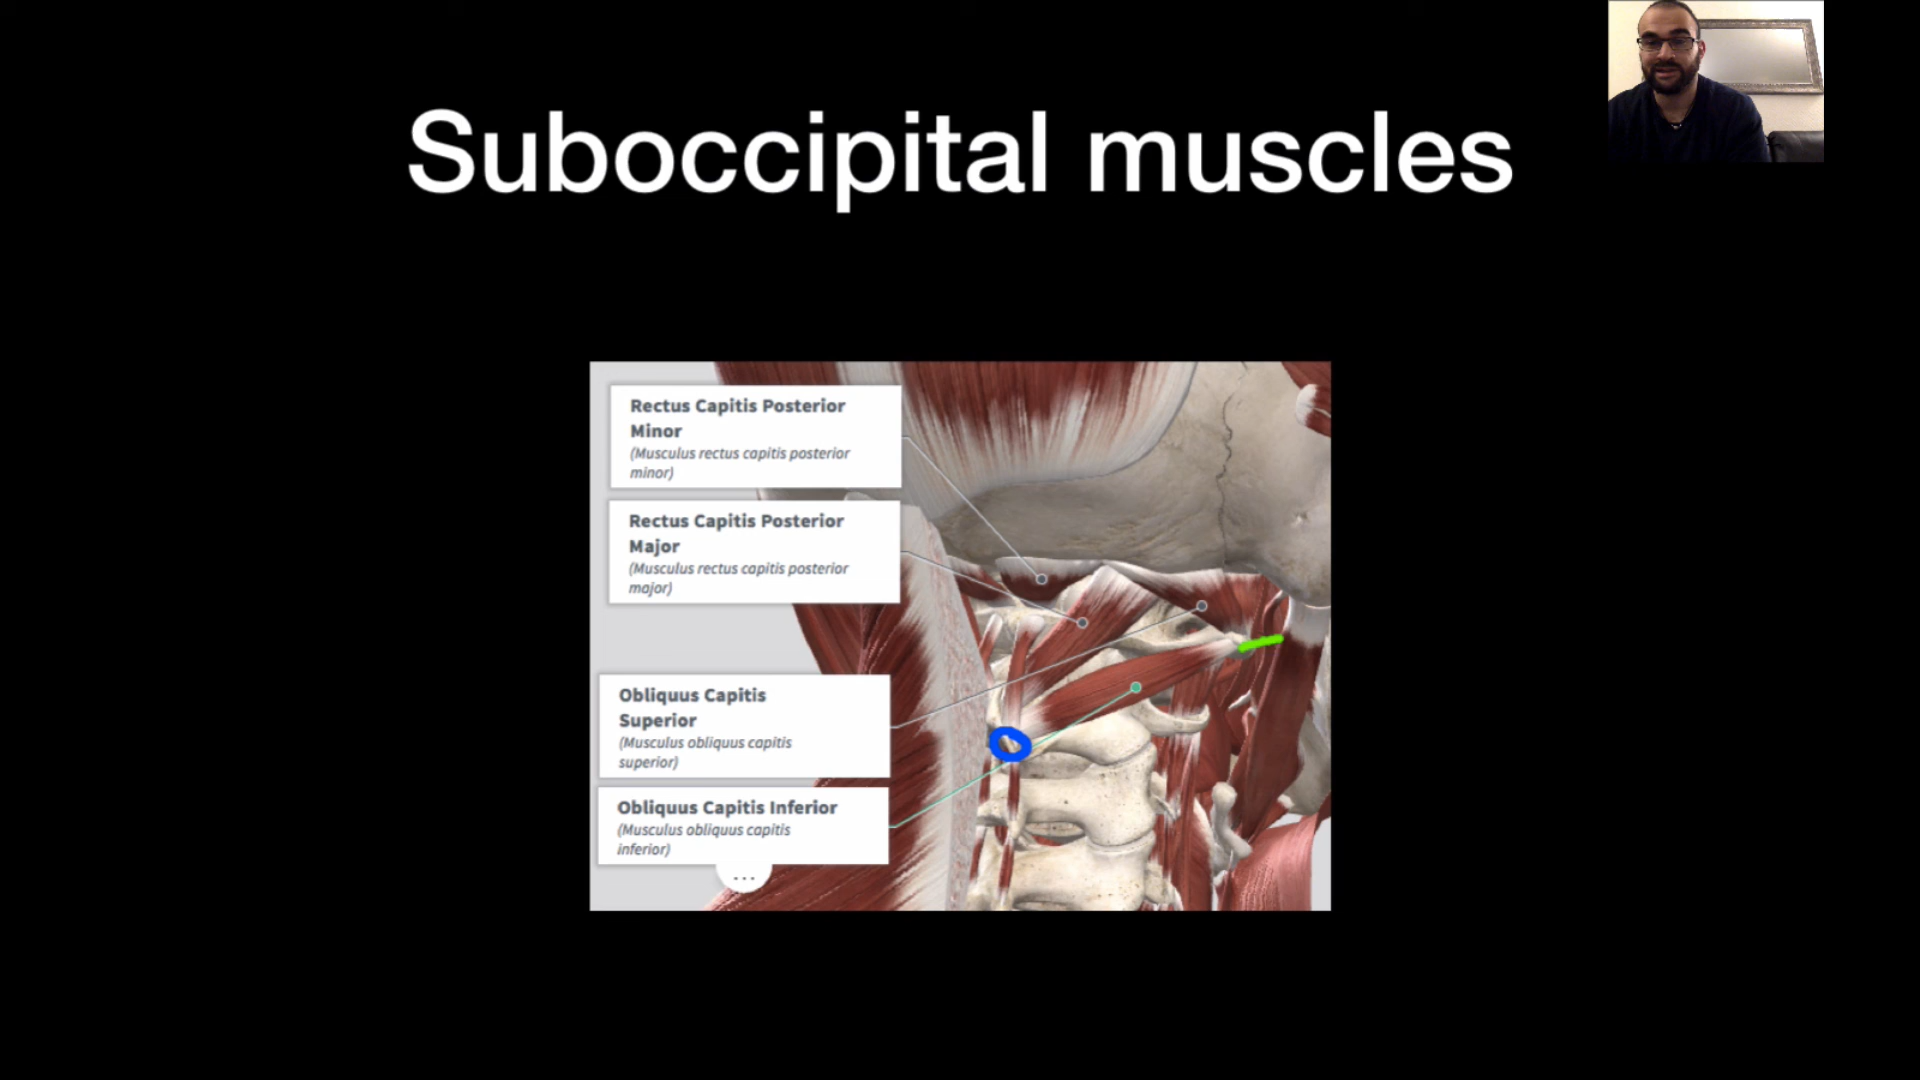 Suboccipital muscles
Rectus Capitis Posterior
Minor
(Musculus rectus capitis posterior
minor)
Rectus Capitis Posterior
Major
(Musculus rectus capitis posterior
major)
Obliquus Capitis
Superior
(Musculus obliquus capitis
superior)
Obliquus Capitis Inferior
(Musculus obliquus capitis
inferior)
...